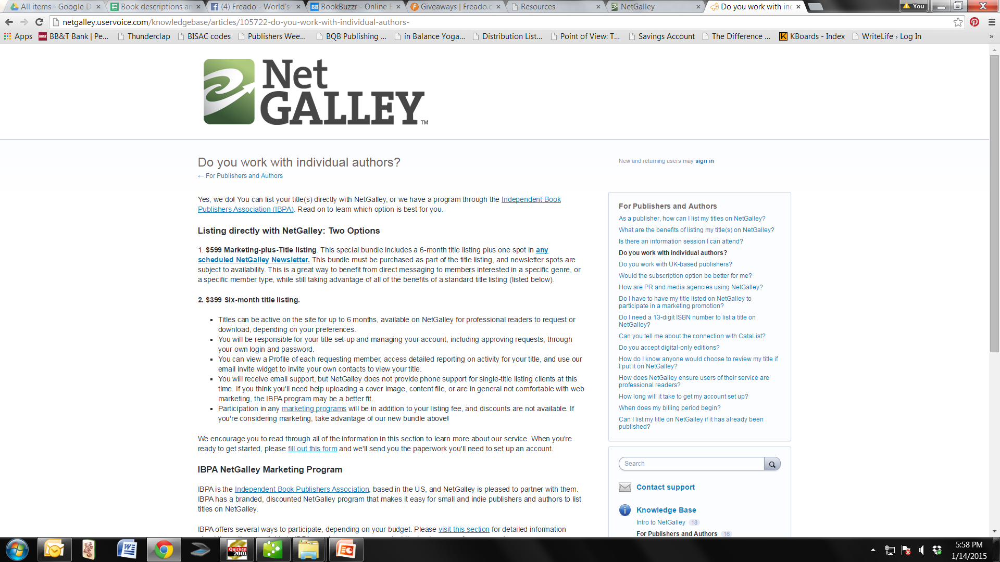 All items - Google D
Book descriptions an
(4) Freado - World's
BookBuzzr - Online E
Giveaways | Freado.c
Resources
NetGalley
Do you work with inc
You
netgalley.uservoice.com/knowledgebase/articles/105722-do-you-work-with-individual-authors-
Apps
BB&T Bank | Pe...
Thunderclap
BISAC codes
Publishers Wee...
BQB Publishing ...
in Balance Yoga...
Distribution List...
Point of View: T...
Savings Account
The Difference ...
KBoards - Index
WriteLife › Log In
»
Net
GALLEY™
Do you work with individual authors?
← For Publishers and Authors
New and returning users may sign in
Yes, we do! You can list your title(s) directly with NetGalley, or we have a program through the Independent Book
Publishers Association (IBPA). Read on to learn which option is best for you.
Listing directly with NetGalley: Two Options
1. $599 Marketing-plus-Title listing. This special bundle includes a 6-month title listing plus one spot in any
scheduled NetGalley Newsletter. This bundle must be purchased as part of the title listing, and newsletter spots are
subject to availability. This is a great way to benefit from direct messaging to members interested in a specific genre, or
a specific member type, while still taking advantage of all of the benefits of a standard title listing (listed below).
2. $399 Six-month title listing.
Titles can be active on the site for up to 6 months, available on NetGalley for professional readers to request or
download, depending on your preferences.
You will be responsible for your title set-up and managing your account, including approving requests, through
your own login and password.
You can view a Profile of each requesting member, access detailed reporting on activity for your title, and use our
email invite widget to invite your own contacts to view your title.
You will receive email support, but NetGalley does not provide phone support for single-title listing clients at this
time. If you think you'll need help uploading a cover image, content file, or are in general not comfortable with web
marketing, the IBPA program may be a better fit.
Participation in any marketing programs will be in addition to your listing fee, and discounts are not available. If
you're considering marketing, take advantage of our new bundle above!
We encourage you to read through all of the information in this section to learn more about our service. When you're
ready to get started, please fill out this form and we'll send you the paperwork you'll need to set up an account.
IBPA NetGalley Marketing Program
IBPA is the Independent Book Publishers Association, based in the US, and NetGalley is pleased to partner with them.
IBPA has a branded, discounted NetGalley program that makes it easy for small and indie publishers and authors to list
titles on NetGalley.
IBPA offers several ways to participate, depending on your budget. Please visit this section for detailed information
For Publishers and Authors
As a publisher, how can I list my titles on NetGalley?
What are the benefits of listing my title(s) on NetGalley?
Is there an information session I can attend?
Do you work with individual authors?
Do you work with UK-based publishers?
Would the subscription option be better for me?
How are PR and media agencies using NetGalley?
Do I have to have my title listed on NetGalley to
participate in a marketing promotion?
Do I need a 13-digit ISBN number to list a title on
NetGalley?
Can you tell me about the connection with CataList?
Do you accept digital-only editions?
How do I know anyone would choose to review my title if
I put it on NetGalley?
How does NetGalley ensure users of their service are
professional readers?
How long will it take to get my account set up?
When does my billing period begin?
Can I list my title on NetGalley if it has already been
published?
Search
Contact support
Knowledge Base
Intro to NetGalley 18
For Publishers and Authors 16
Quicken
2001
5:58 PM
1/14/2015